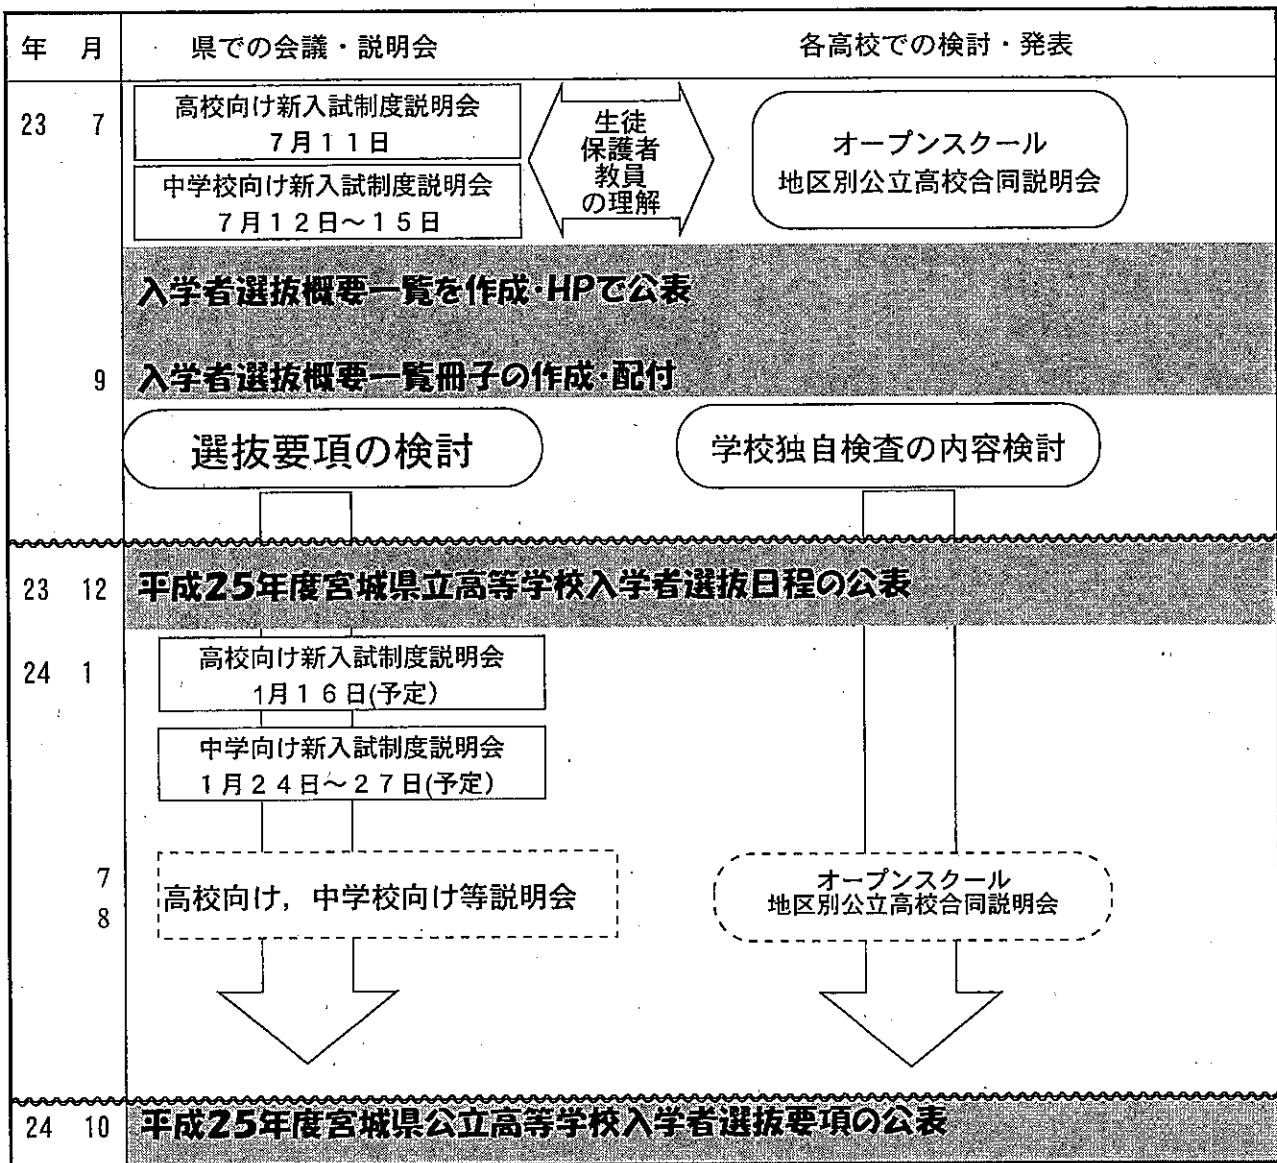 年 月 県での会議・説明会 各高校での検討・発表
23 7
高校向け新入試制度説明会
7月11日
中学校向け新入試制度説明会
7月12日～15日
生徒
保護者
教員
の理解
オープンスクール
地区別公立高校合同説明会
入学者選抜概要一覧を作成・HPで公表
9 入学者選抜概要一覧冊子の作成・配付
選抜要項の検討
学校独自検査の内容検討
23 12 平成25年度宮城県立高等学校入学者選抜日程の公表
24 1
高校向け新入試制度説明会
1月16日(予定)
中学向け新入試制度説明会
1月24日～27日(予定)
7
8
高校向け，中学校向け等説明会
オープンスクール
地区別公立高校合同説明会
24 10 平成25年度宮城県公立高等学校入学者選抜要項の公表